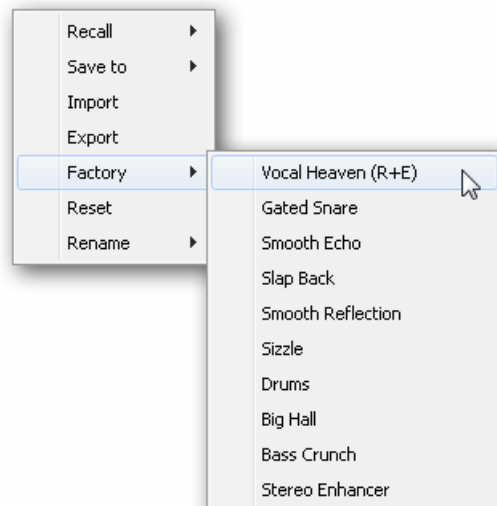 Recall
Save to
Import
Export
Factory
Reset
Rename
Vocal Heaven (R+E)
Gated Snare
Smooth Echo
Slap Back
Smooth Reflection
Sizzle
Drums
Big Hall
Bass Crunch
Stereo Enhancer